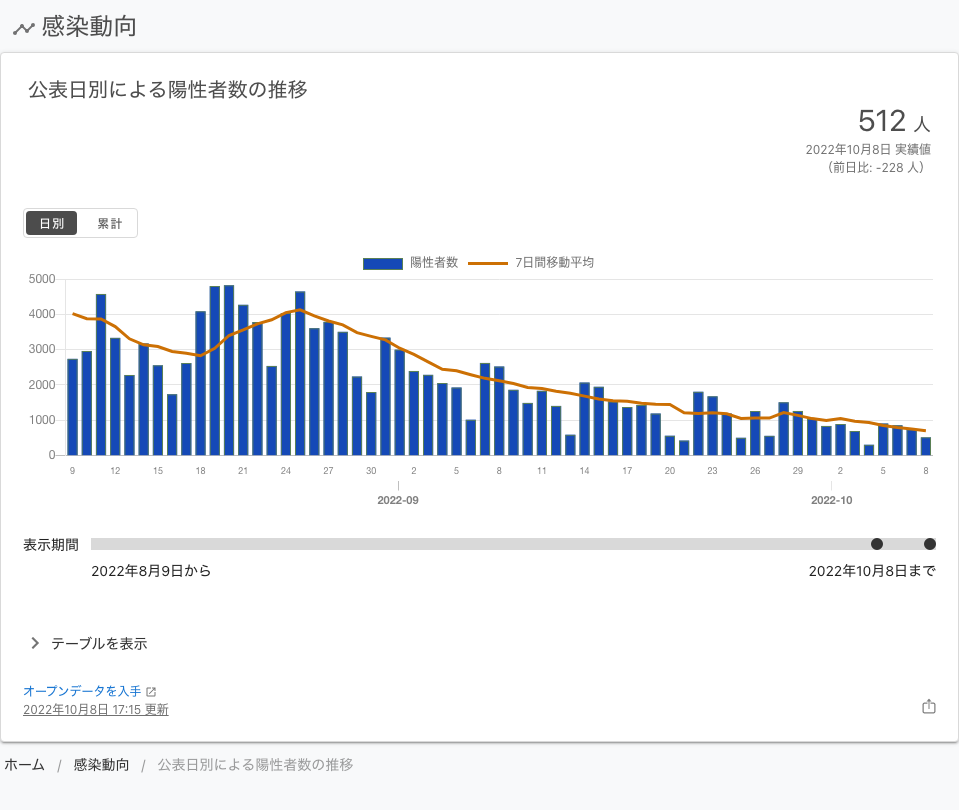 感染動向
公表日別による陽性者数の推移
512 人
2022年10月8日 実績値
（前日比: -228 人）
日別 累計
陽性者数 7日間移動平均
5000
4000
3000
2000
1000
0
9 12 15 18 21 24 27 30 2 5 8 11 14 17 20 23 26 29 2 5 8
2022-09 2022-10
表示期間
2022年8月9日から 2022年10月8日まで
テーブルを表示
オープンデータを入手
2022年10月8日 17:15 更新
ホーム / 感染動向 / 公表日別による陽性者数の推移